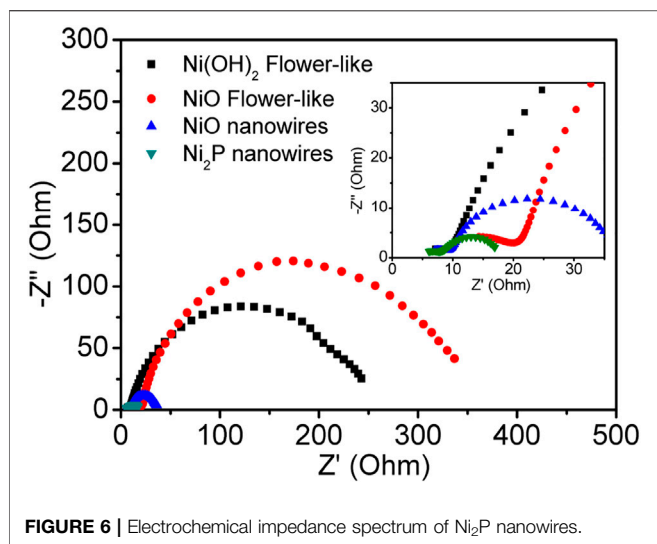 300
250
200
150
100
50
0
-Z" (Ohm)
Ni(OH)₂ Flower-like
NiO Flower-like
NiO nanowires
Ni₂P nanowires
30
20
10
0
-Z" (Ohm)
0 10 20 30
Z' (Ohm)
0 100 200 300 400 500
Z' (Ohm)
FIGURE 6 | Electrochemical impedance spectrum of Ni₂P nanowires.